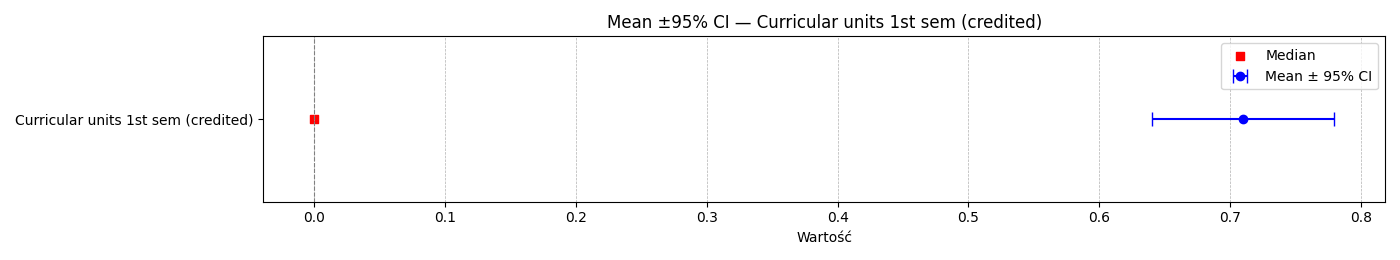 Mean ±95% CI — Curricular units 1st sem (credited)
Median
Mean ± 95% CI
Curricular units 1st sem (credited)
0.0 0.1 0.2 0.3 0.4 0.5 0.6 0.7 0.8
Wartość